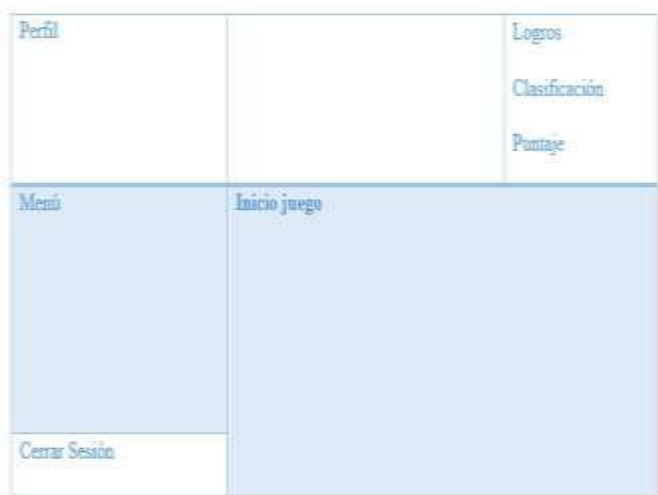 Perfil
Logros
Clasificación
Puntaje
Menú
Inicio juego
Cerrar Sesión